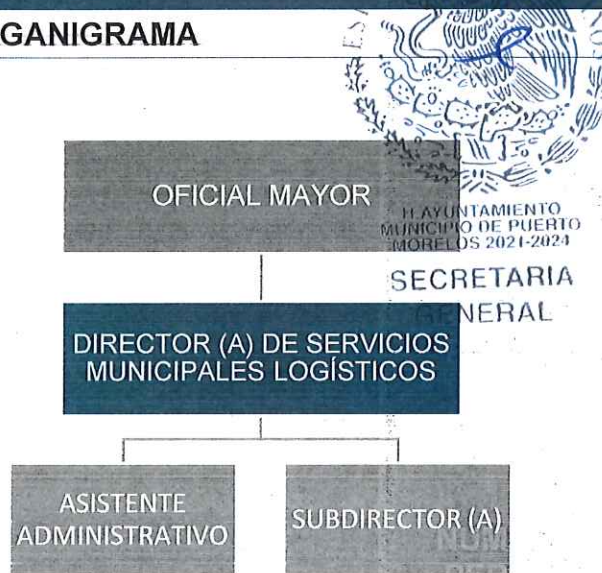 GANIGRAMA
OFICIAL MAYOR
H. AYUNTAMIENTO
MUNICIPIO DE PUERTO
MORELOS 2021-2024
SECRETARIA
GENERAL
DIRECTOR (A) DE SERVICIOS
MUNICIPALES LOGÍSTICOS
ASISTENTE
ADMINISTRATIVO
SUBDIRECTOR (A)